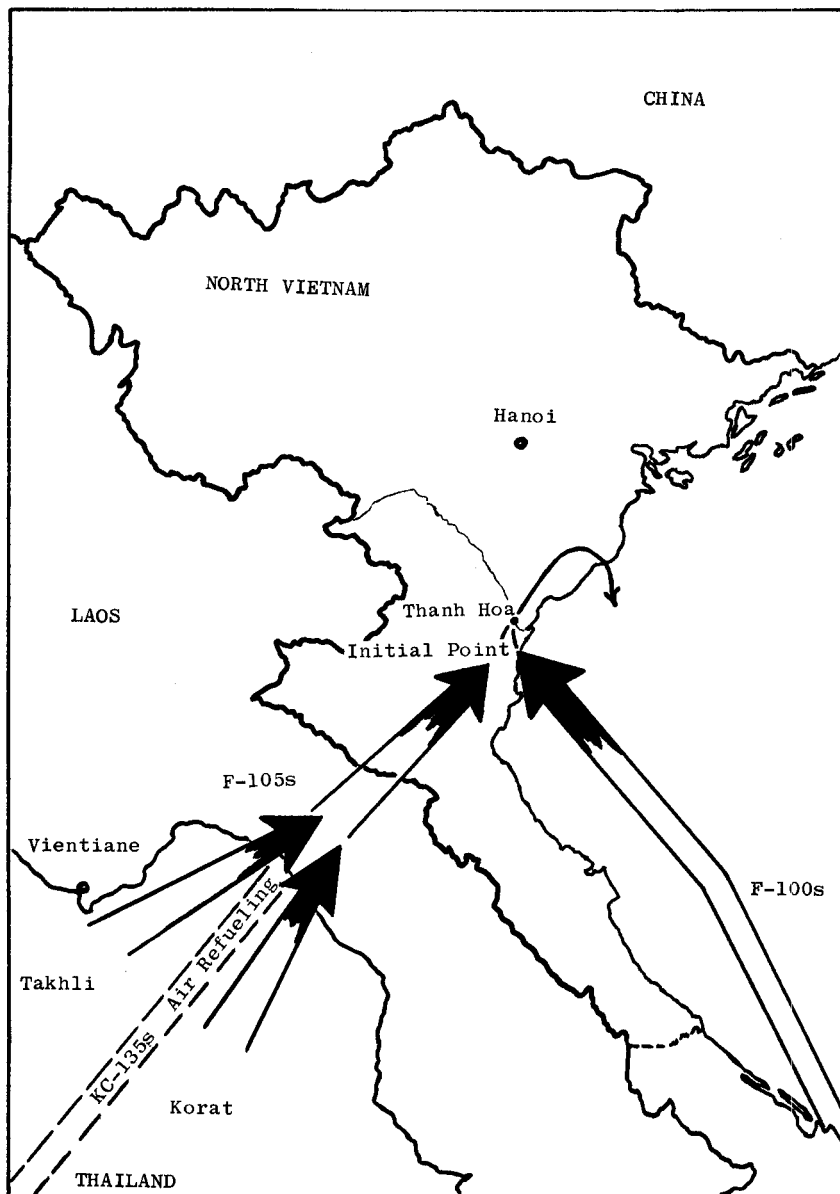 CHINA
NORTH VIETNAM
Hanoi
Thanh Hoa
LAOS
Initial Point
F-105s
Vientiane
F-100s
Takhli
KC-135s Air Refueling
Korat
THAILAND